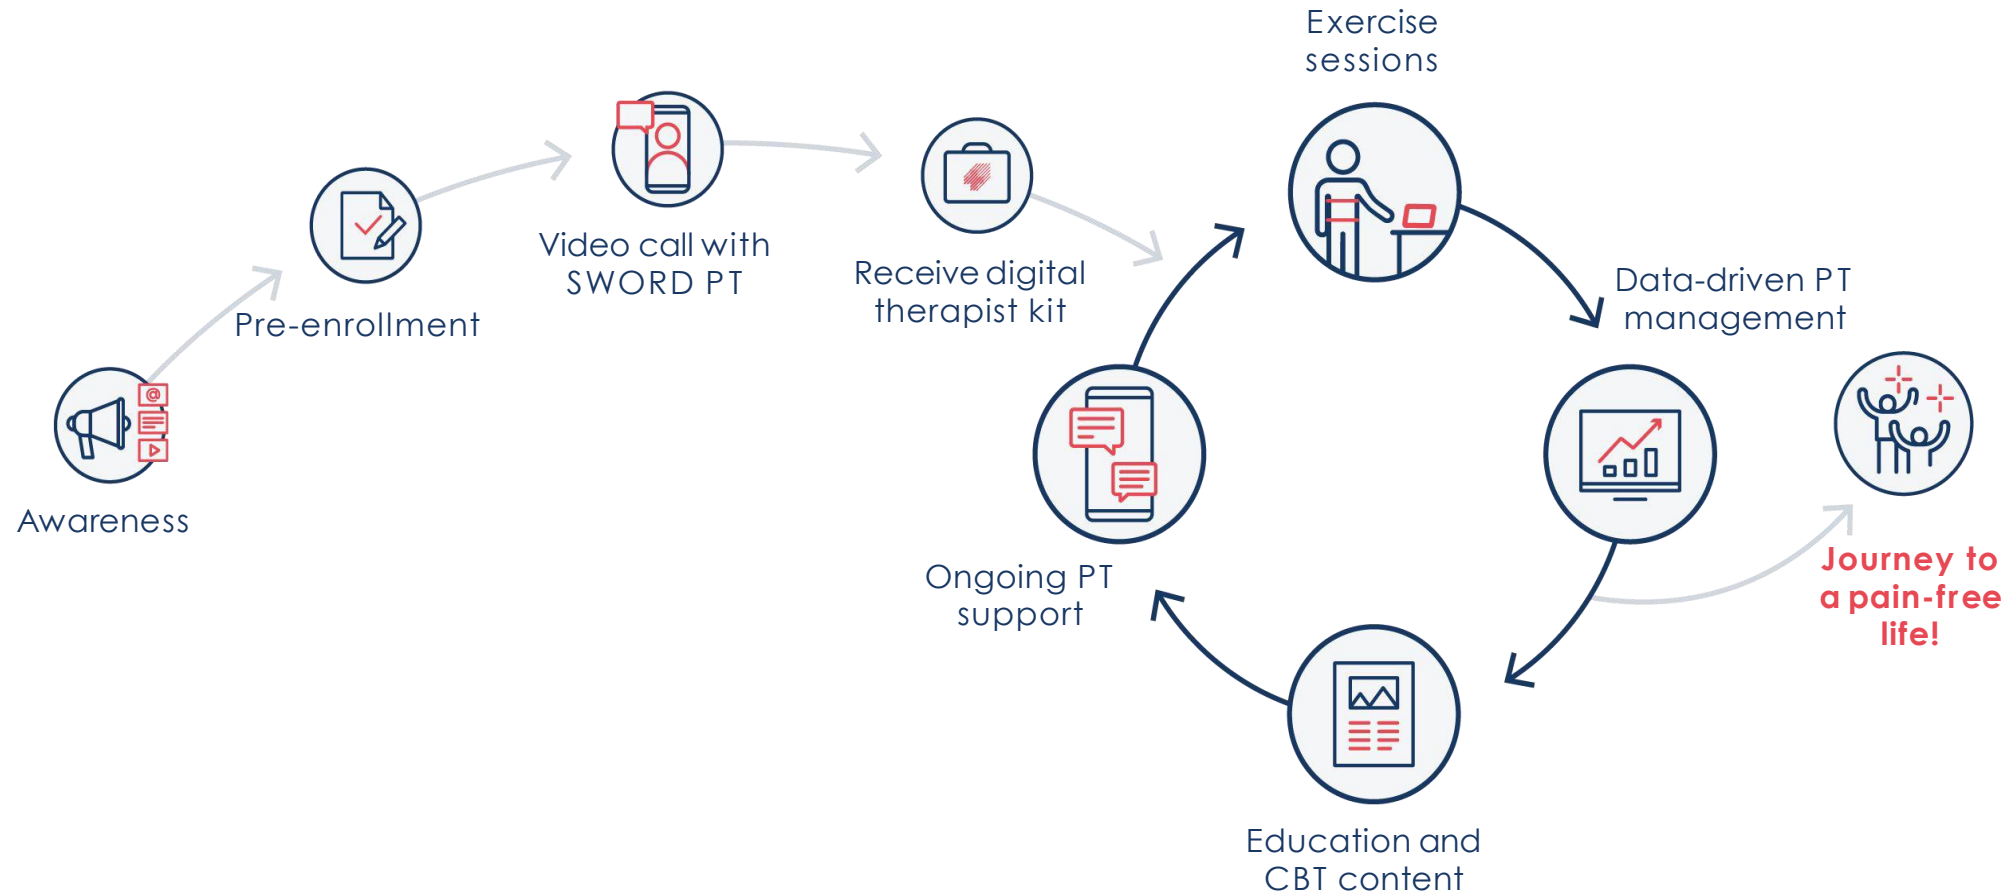 Exercise
sessions
Video call with
SWORD PT
Receive digital
therapist kit
Data-driven PT
management
Pre-enrollment
@
Awareness
Ongoing PT
support
Journey to
a pain-free
life!
Education and
CBT content